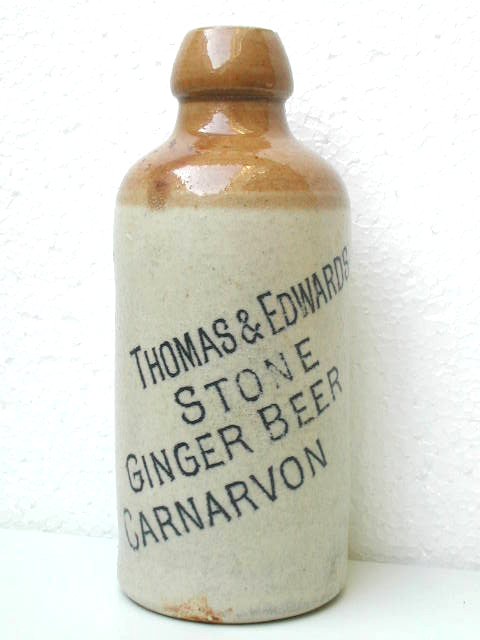 THOMAS & EDWARDS
STONE
GINGER BEER
CARNARVON